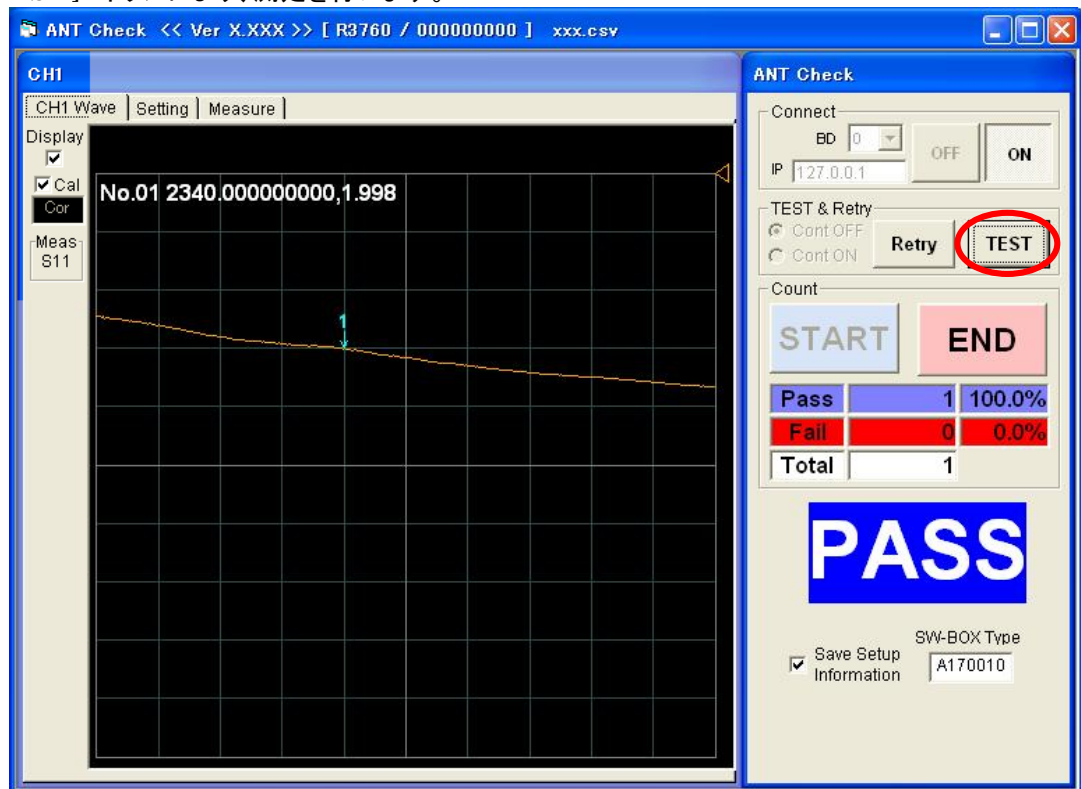 ANT Check << Ver X.XXX >> [ R3760 / 000000000 ] xxx.csv
CH1
CH1 Wave
Setting
Measure
Display
Cal
Cor
Meas
S11
No.01 2340.000000000,1.998
1
ANT Check
Connect
BD 0
OFF
ON
IP 127.0.0.1
TEST & Retry
Cont OFF
Cont ON
Retry
TEST
Count
START
END
Pass 1 100.0%
Fail 0 0.0%
Total 1
PASS
Save Setup
Information
SW-BOX Type
A170010